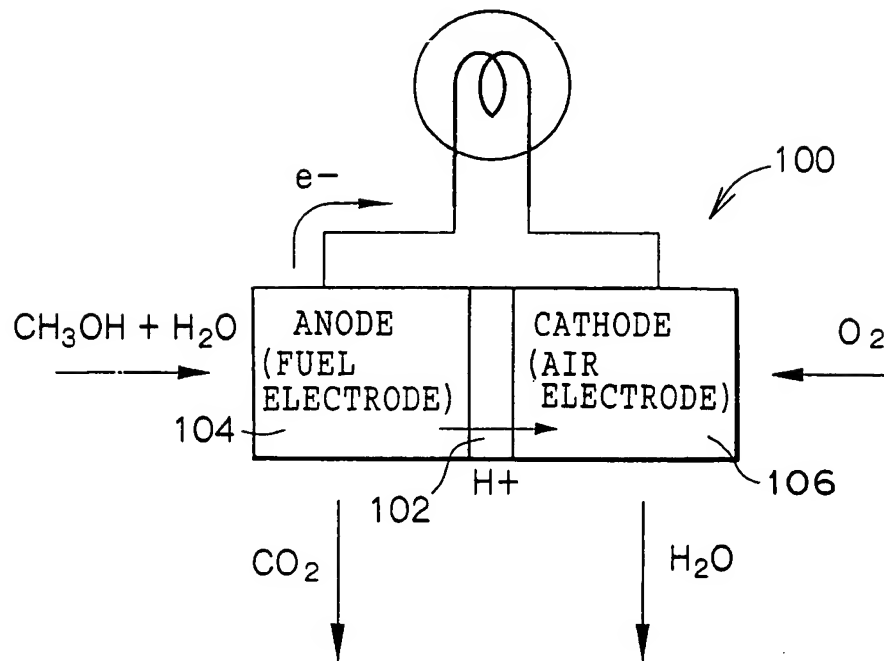 e-
100
CH₃OH + H₂O
ANODE
(FUEL
ELECTRODE)
CATHODE
(AIR
ELECTRODE)
O₂
104
102
H+
106
CO₂
H₂O